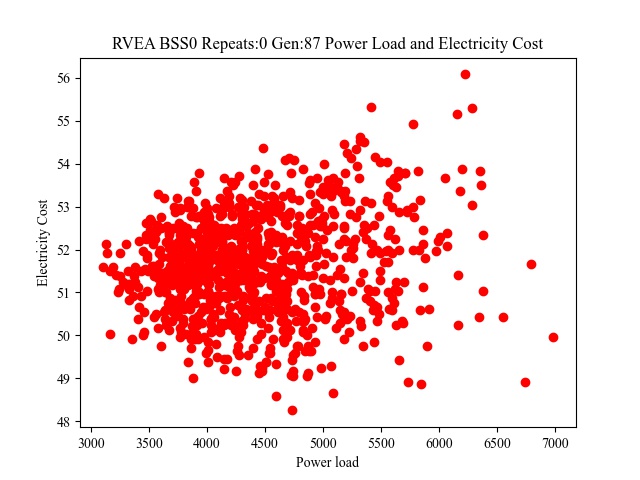 RVEA BSS0 Repeats:0 Gen:87 Power Load and Electricity Cost
Electricity Cost
56
55
54
53
52
51
50
49
48
3000 3500 4000 4500 5000 5500 6000 6500 7000
Power load